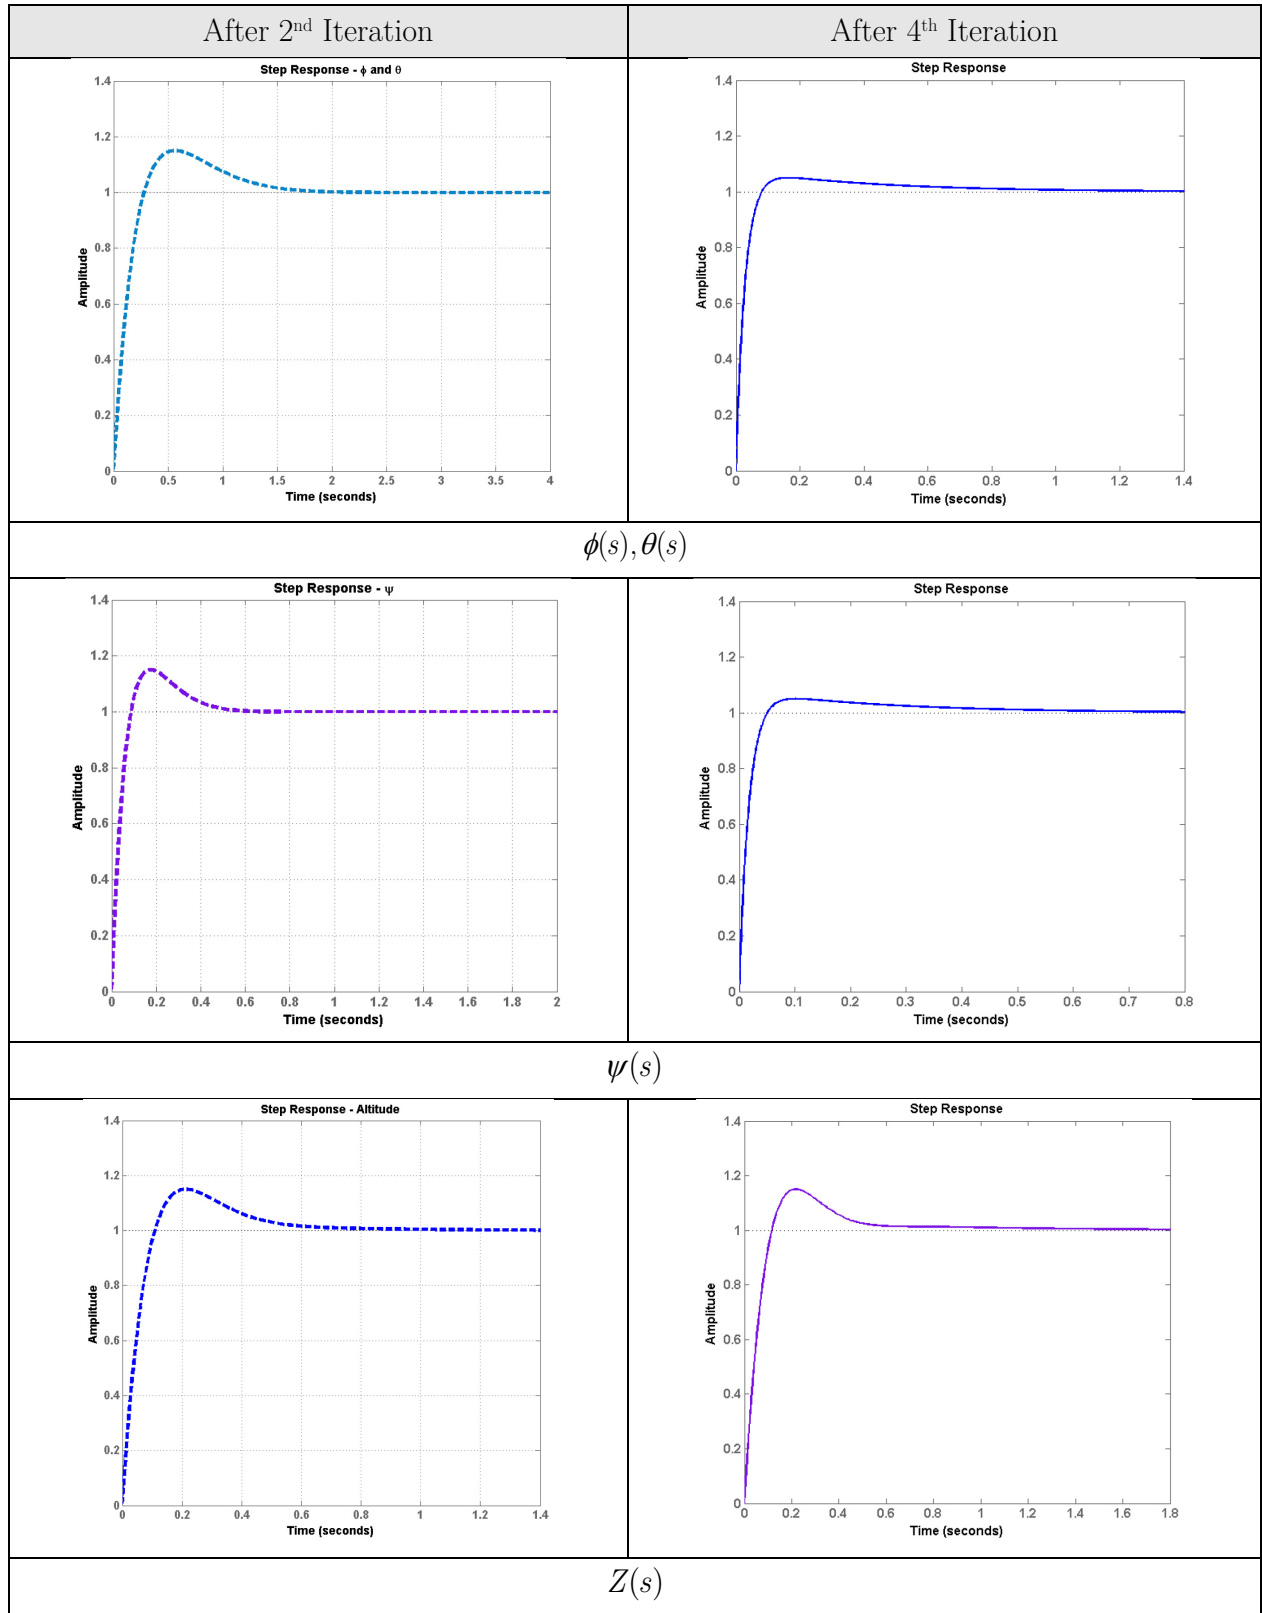 After 2nd Iteration
After 4th Iteration
Step Response - ϕ and θ
1.4
1.2
1
0.8
0.6
0.4
0.2
0
Amplitude
0 0.5 1 1.5 2 2.5 3 3.5 4
Time (seconds)
Step Response
1.4
1.2
1
0.8
0.6
0.4
0.2
0
Amplitude
0 0.2 0.4 0.6 0.8 1 1.2 1.4
Time (seconds)
ϕ(s), θ(s)
Step Response - ψ
1.4
1.2
1
0.8
0.6
0.4
0.2
0
Amplitude
0 0.2 0.4 0.6 0.8 1 1.2 1.4 1.6 1.8 2
Time (seconds)
Step Response
1.4
1.2
1
0.8
0.6
0.4
0.2
0
Amplitude
0 0.1 0.2 0.3 0.4 0.5 0.6 0.7 0.8
Time (seconds)
ψ(s)
Step Response - Altitude
1.4
1.2
1
0.8
0.6
0.4
0.2
0
Amplitude
0 0.2 0.4 0.6 0.8 1 1.2 1.4
Time (seconds)
Step Response
1.4
1.2
1
0.8
0.6
0.4
0.2
0
Amplitude
0 0.2 0.4 0.6 0.8 1 1.2 1.4 1.6 1.8
Time (seconds)
Z(s)